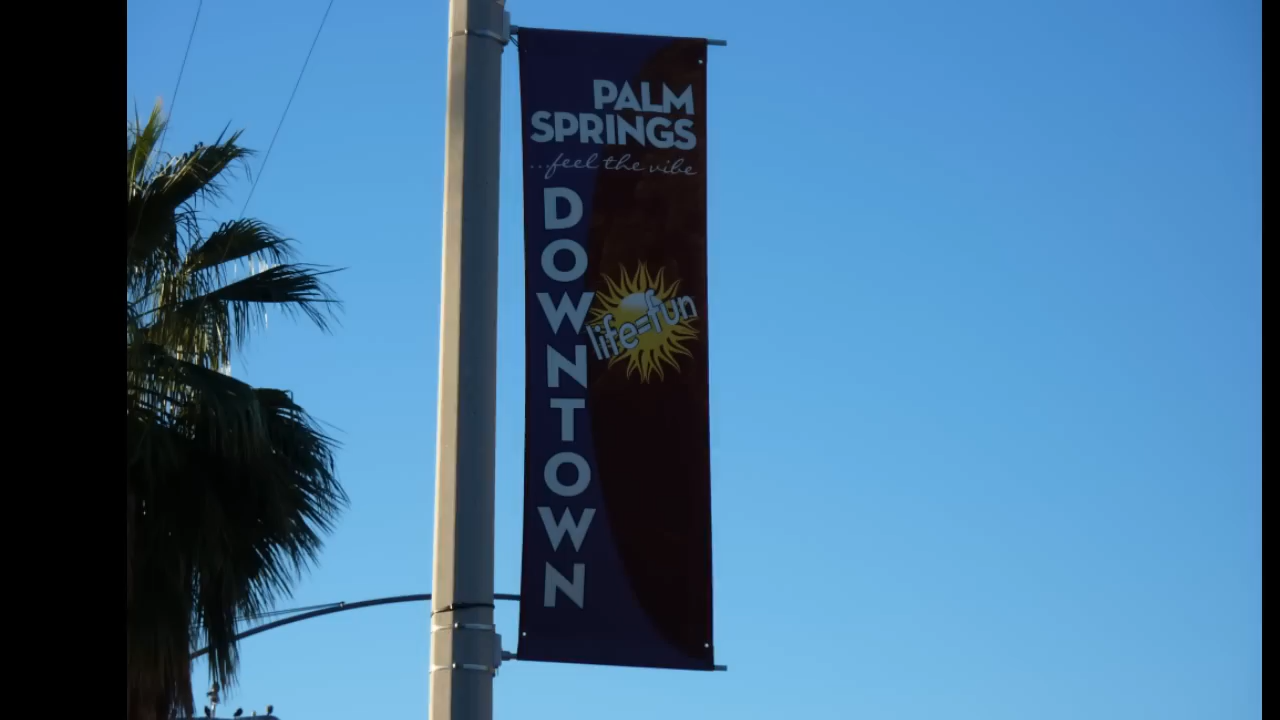 PALM
SPRINGS
...feel the vibe
DOWNTOWN
life=fun